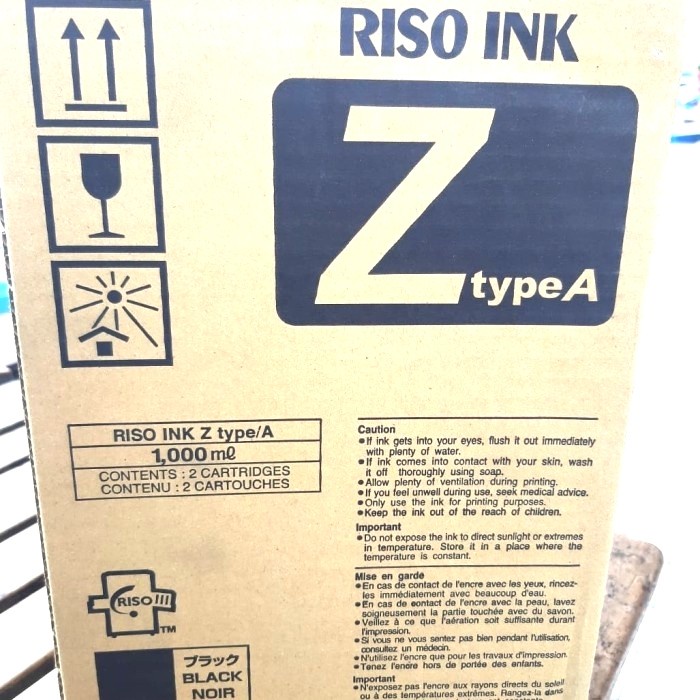 RISO INK
Z type A
RISO INK Z type/A
1,000 mℓ
CONTENTS : 2 CARTRIDGES
CONTENU : 2 CARTOUCHES
Caution
●If ink gets into your eyes, flush it out immediately
with plenty of water.
●If ink comes into contact with your skin, wash
it off thoroughly using soap.
●Allow plenty of ventilation during printing.
●If you feel unwell during use, seek medical advice.
●Only use the ink for printing purposes.
●Keep the ink out of the reach of children.
Important
●Do not expose the ink to direct sunlight or extremes
in temperature. Store it in a place where the
temperature is constant.
Mise en garde
●En cas de contact de l'encre avec les yeux, rincez-
les immédiatement avec beaucoup d'eau.
●En cas de contact de l'encre avec la peau, lavez
soigneusement la partie touchée avec du savon.
●Veillez à ce que l'aération soit suffisante durant
l'impression.
●Si vous ne vous sentez pas bien pendant l'utilisation,
consultez un médecin.
●N'utilisez l'encre que pour les travaux d'impression.
●Tenez l'encre hors de portée des enfants.
Important
●N'exposez pas l'encre aux rayons directs du soleil
ou à des températures extrêmes. Rangez-la dans
RISO !!!
TM
ブラック
BLACK
NOIR